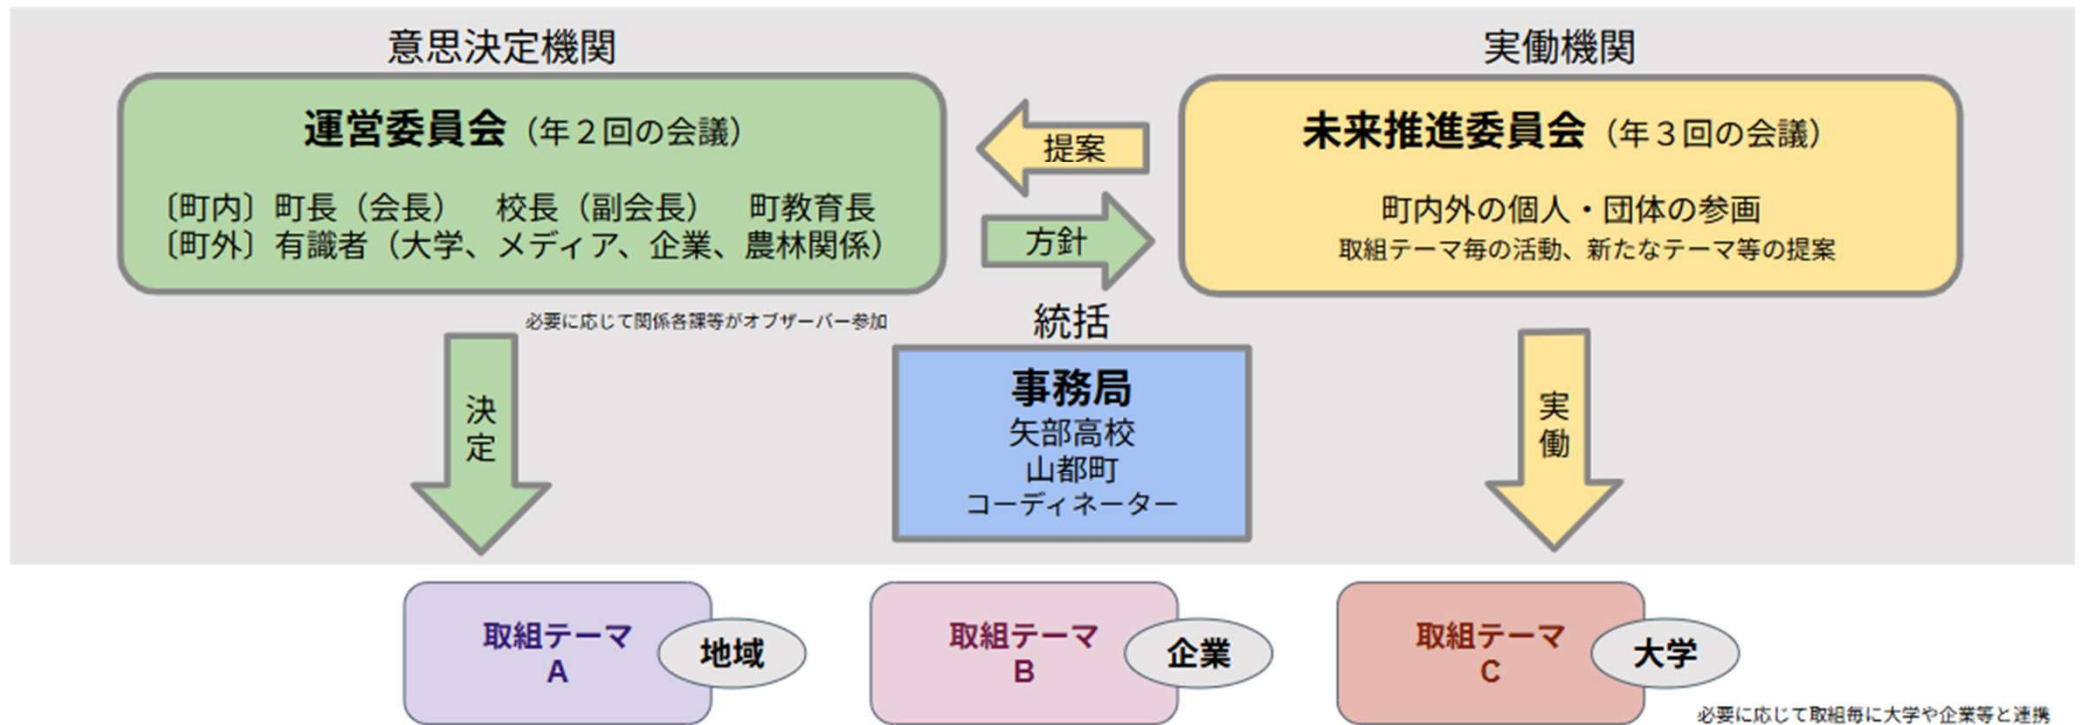 意思決定機関
運営委員会（年２回の会議）
〔町内〕町長（会長）　校長（副会長）　町教育長
〔町外〕有識者（大学、メディア、企業、農林関係）
必要に応じて関係各課等がオブザーバー参加
提案
方針
実働機関
未来推進委員会（年３回の会議）
町内外の個人・団体の参画
取組テーマ毎の活動、新たなテーマ等の提案
統括
事務局
矢部高校
山都町
コーディネーター
決定
実働
取組テーマ
A
地域
取組テーマ
B
企業
取組テーマ
C
大学
必要に応じて取組毎に大学や企業等と連携